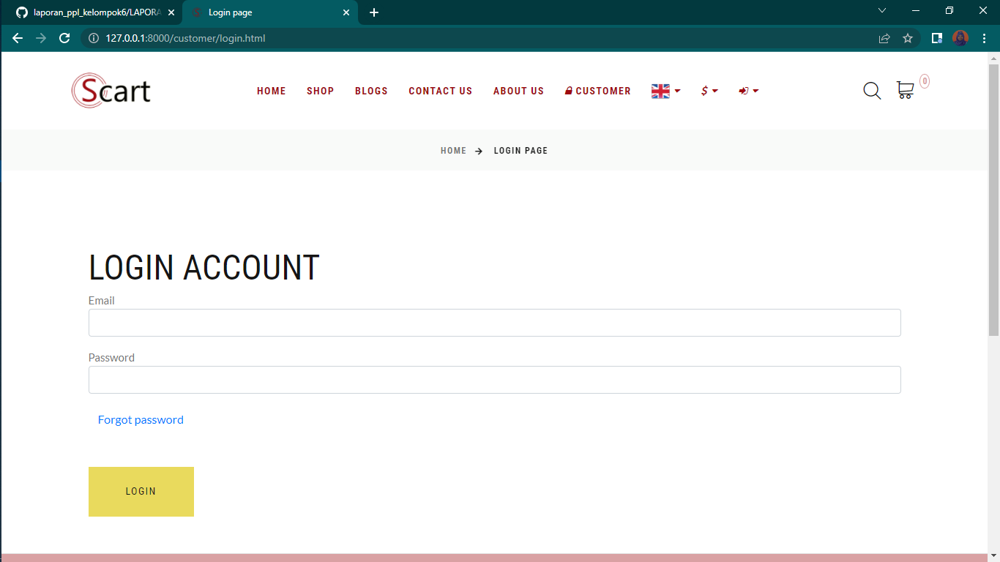 laporan_ppl_kelompok6/LAPORA
Login page
127.0.0.1:8000/customer/login.html
Scart
HOME SHOP BLOGS CONTACT US ABOUT US CUSTOMER $ 0
HOME → LOGIN PAGE
LOGIN ACCOUNT
Email
Password
Forgot password
LOGIN